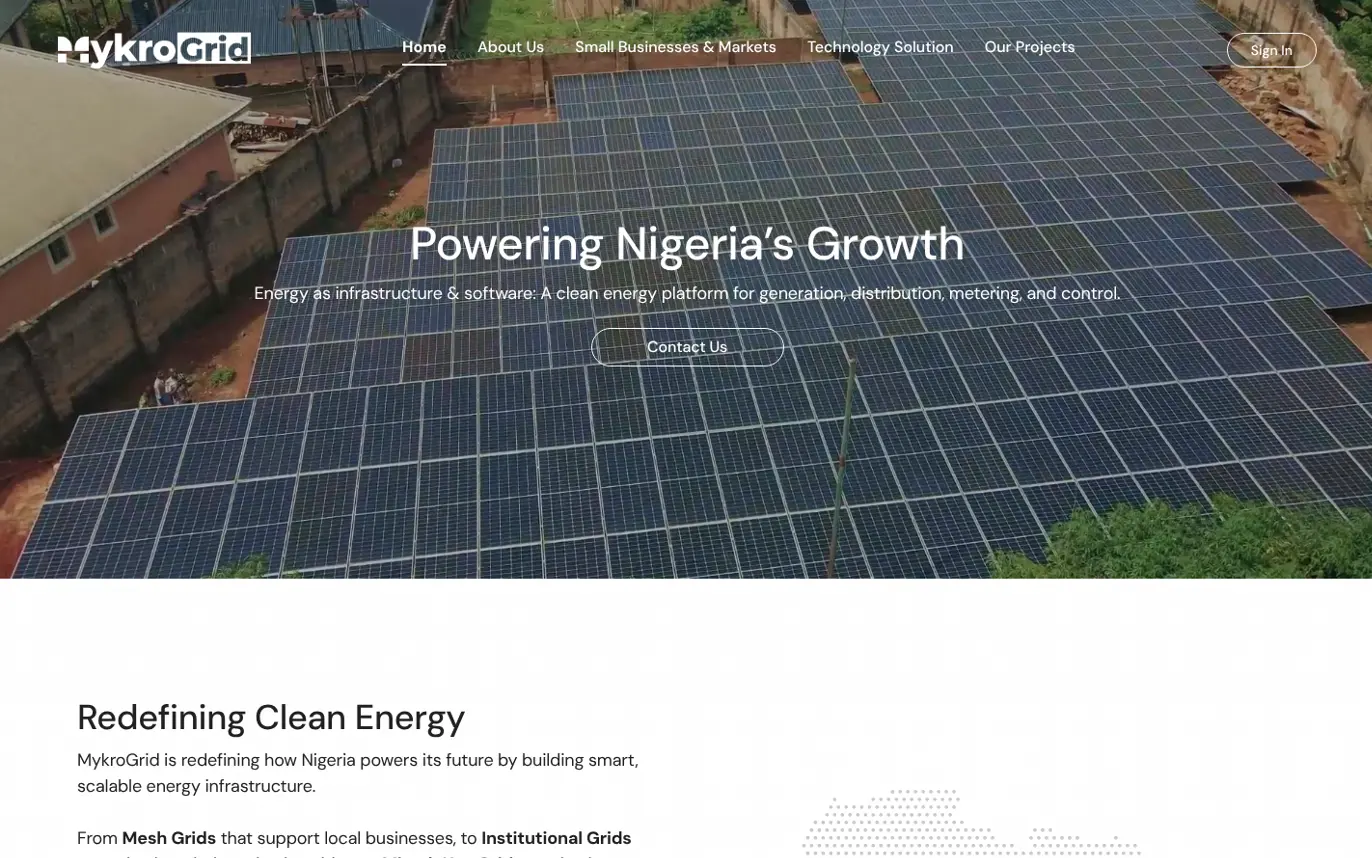 MykroGrid
Home
About Us
Small Businesses & Markets
Technology Solution
Our Projects
Sign In
Powering Nigeria’s Growth
Energy as infrastructure & software: A clean energy platform for generation, distribution, metering, and control.
Contact Us
Redefining Clean Energy
MykroGrid is redefining how Nigeria powers its future by building smart,
scalable energy infrastructure.
From Mesh Grids that support local businesses, to Institutional Grids